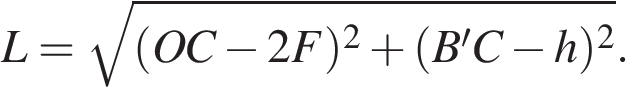 L = √((OC − 2F)² + (B′C − h)²).